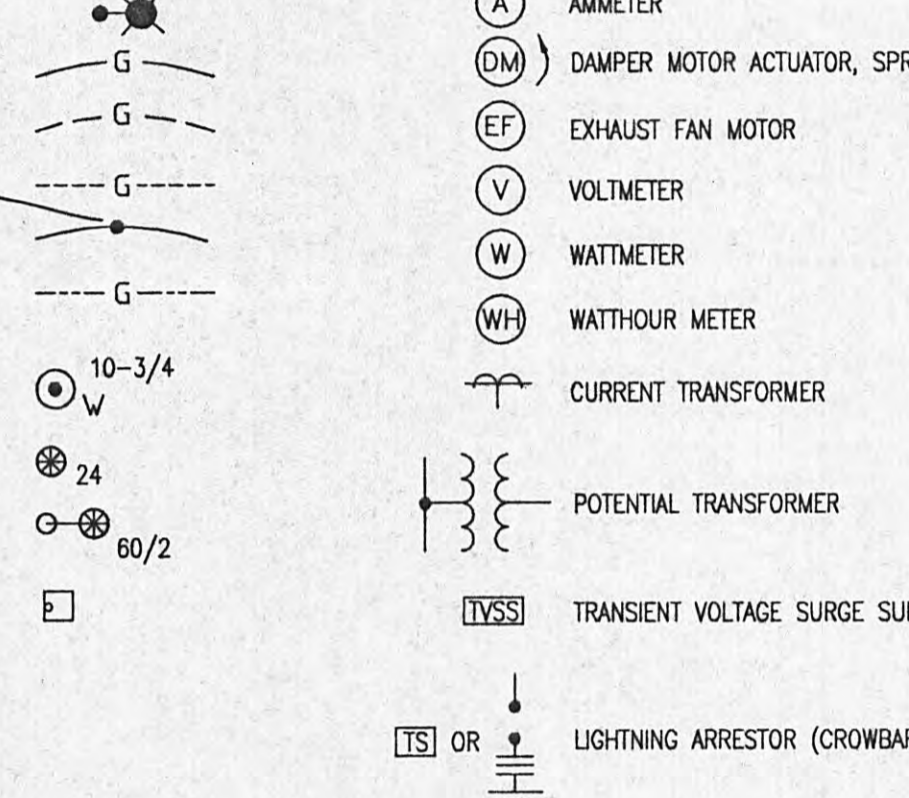 A AMMETER
G
DM DAMPER MOTOR ACTUATOR, SPR
G
EF EXHAUST FAN MOTOR
G
V VOLTMETER
W WATTMETER
G
WH WATTHOUR METER
10-3/4
W
CURRENT TRANSFORMER
24
60/2
POTENTIAL TRANSFORMER
TVSS TRANSIENT VOLTAGE SURGE SU
TS OR LIGHTNING ARRESTOR (CROWBAR